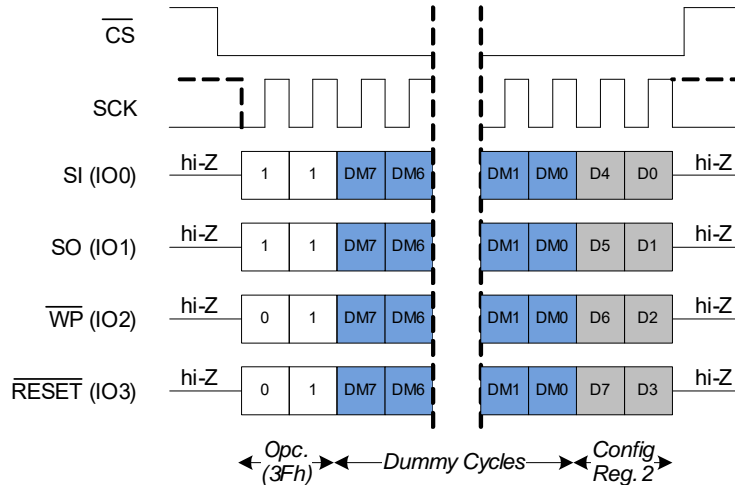 CS
SCK
SI (IO0) hi-Z 1 1 DM7 DM6 DM1 DM0 D4 D0 hi-Z
SO (IO1) hi-Z 1 1 DM7 DM6 DM1 DM0 D5 D1 hi-Z
WP (IO2) hi-Z 0 1 DM7 DM6 DM1 DM0 D6 D2 hi-Z
RESET (IO3) hi-Z 0 1 DM7 DM6 DM1 DM0 D7 D3 hi-Z
Opc.
(3Fh)
Dummy Cycles
Config
Reg. 2